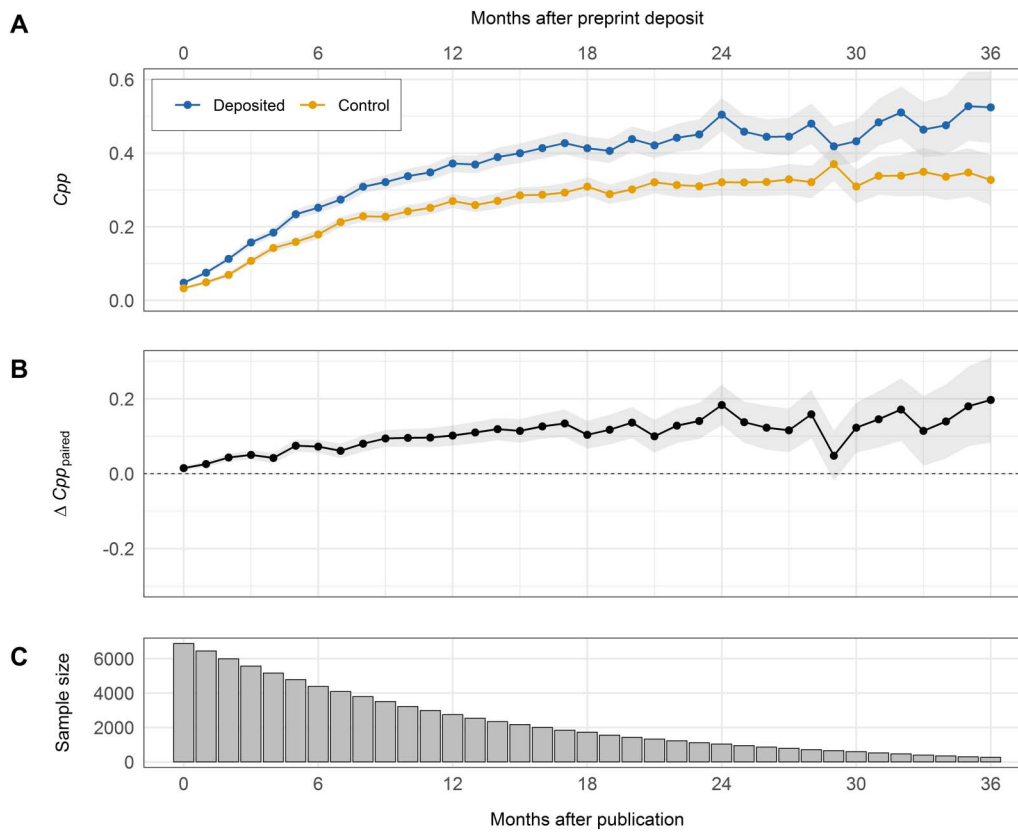 Months after preprint deposit
A
0 6 12 18 24 30 36
0.6
Deposited Control
0.4
Cpp
0.2
0.0
B
0.2
0.0
Δ Cpp paired
-0.2
C
6000
4000
Sample size
2000
0
0 6 12 18 24 30 36
Months after publication